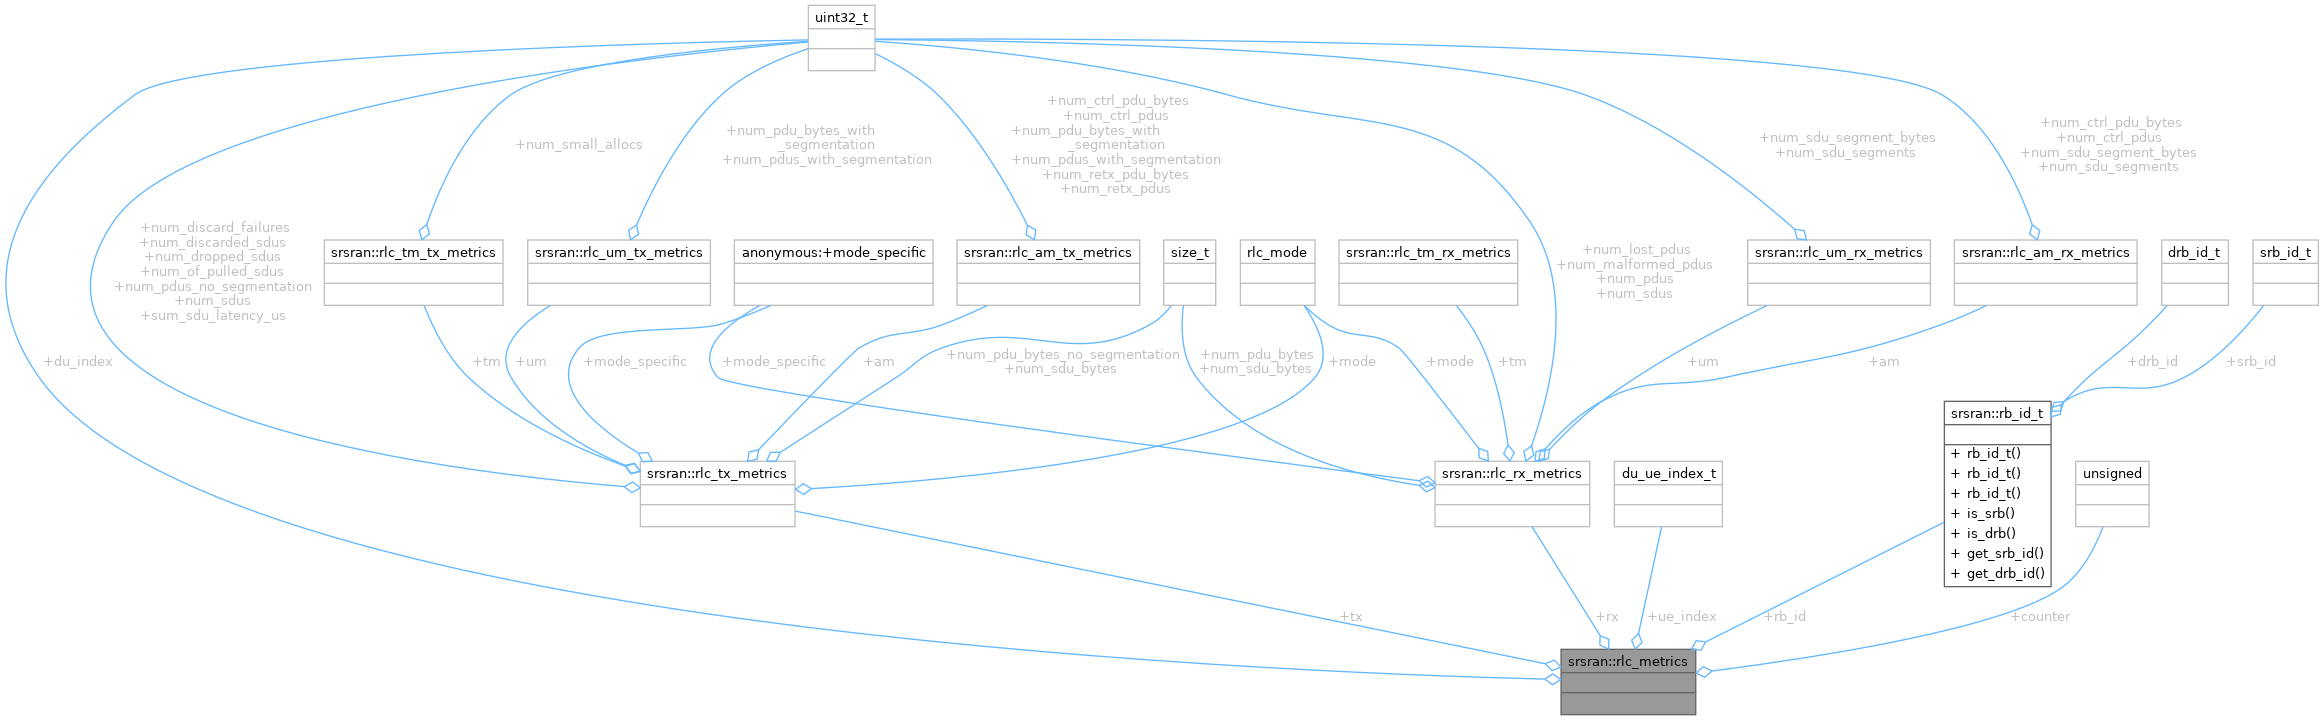 uint32_t
+num_ctrl_pdu_bytes
+num_ctrl_pdus
+num_pdu_bytes_with
_segmentation
+num_pdus_with_segmentation
+num_retx_pdu_bytes
+num_retx_pdus
+num_small_allocs
+num_pdu_bytes_with
_segmentation
+num_pdus_with_segmentation
+num_sdu_segment_bytes
+num_sdu_segments
+num_ctrl_pdu_bytes
+num_ctrl_pdus
+num_sdu_segment_bytes
+num_sdu_segments
+num_discard_failures
+num_discarded_sdus
+num_dropped_sdus
+num_of_pulled_sdus
+num_pdus_no_segmentation
+num_sdus
+sum_sdu_latency_us
srsran::rlc_tm_tx_metrics
srsran::rlc_um_tx_metrics
anonymous:+mode_specific
srsran::rlc_am_tx_metrics
size_t
rlc_mode
srsran::rlc_tm_rx_metrics
+num_lost_pdus
+num_malformed_pdus
+num_pdus
+num_sdus
srsran::rlc_um_rx_metrics
srsran::rlc_am_rx_metrics
drb_id_t
srb_id_t
+du_index
+tm
+um
+mode_specific
+mode_specific
+am
+num_pdu_bytes_no_segmentation
+num_sdu_bytes
+num_pdu_bytes
+num_sdu_bytes
+mode
+mode
+tm
+um
+am
+drb_id
+srb_id
srsran::rlc_tx_metrics
srsran::rlc_rx_metrics
du_ue_index_t
srsran::rb_id_t
+ rb_id_t()
+ rb_id_t()
+ rb_id_t()
+ is_srb()
+ is_drb()
+ get_srb_id()
+ get_drb_id()
unsigned
+tx
+rx
+ue_index
+rb_id
+counter
srsran::rlc_metrics